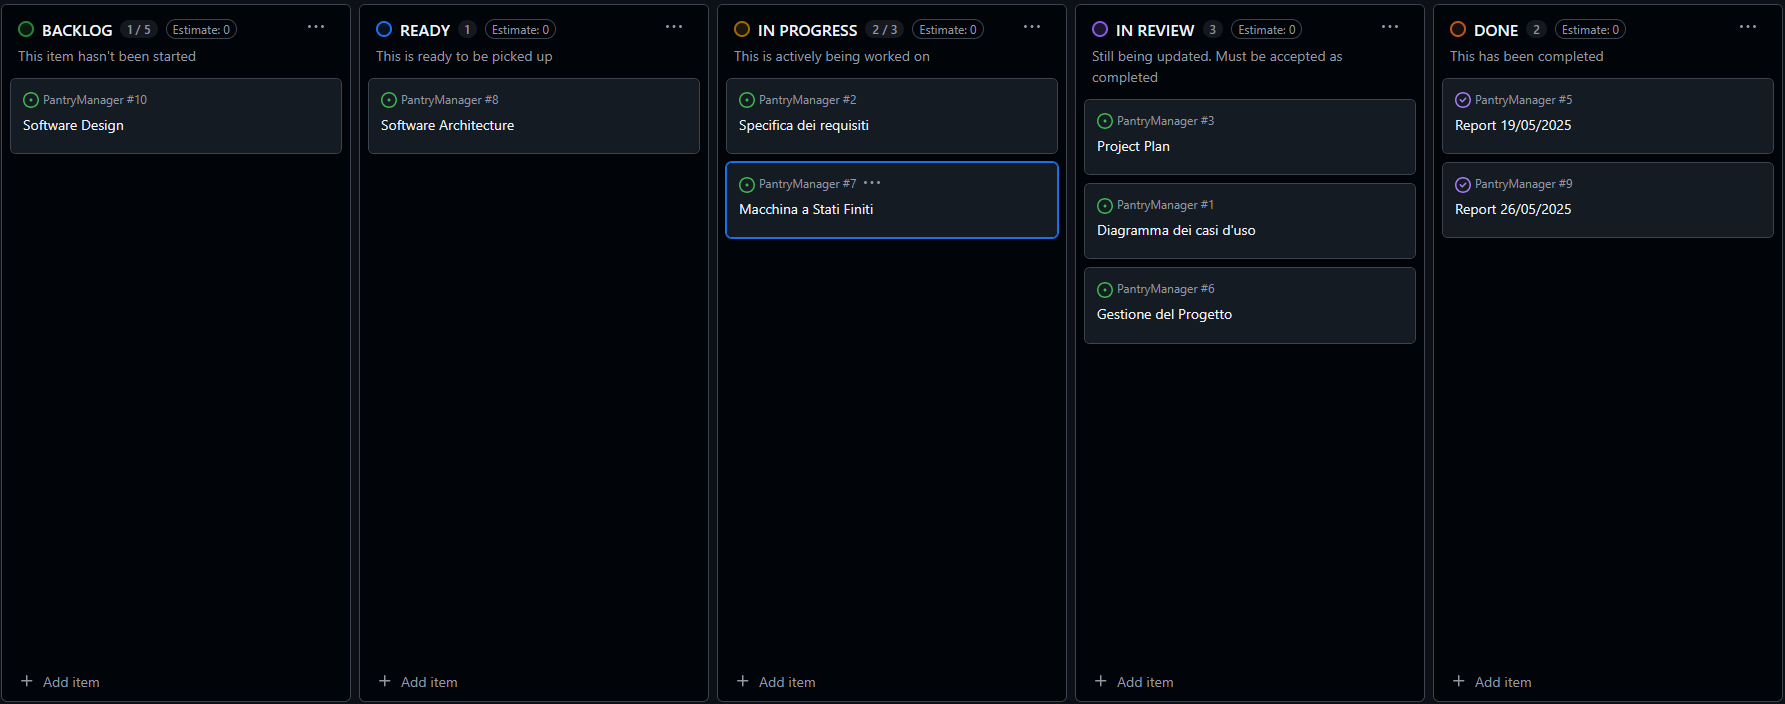 BACKLOG 1 / 5 Estimate: 0
This item hasn't been started
PantryManager #10
Software Design
Add item
READY 1 Estimate: 0
This is ready to be picked up
PantryManager #8
Software Architecture
Add item
IN PROGRESS 2 / 3 Estimate: 0
This is actively being worked on
PantryManager #2
Specifica dei requisiti
PantryManager #7
Macchina a Stati Finiti
Add item
IN REVIEW 3 Estimate: 0
Still being updated. Must be accepted as
completed
PantryManager #3
Project Plan
PantryManager #1
Diagramma dei casi d'uso
PantryManager #6
Gestione del Progetto
Add item
DONE 2 Estimate: 0
This has been completed
PantryManager #5
Report 19/05/2025
PantryManager #9
Report 26/05/2025
Add item